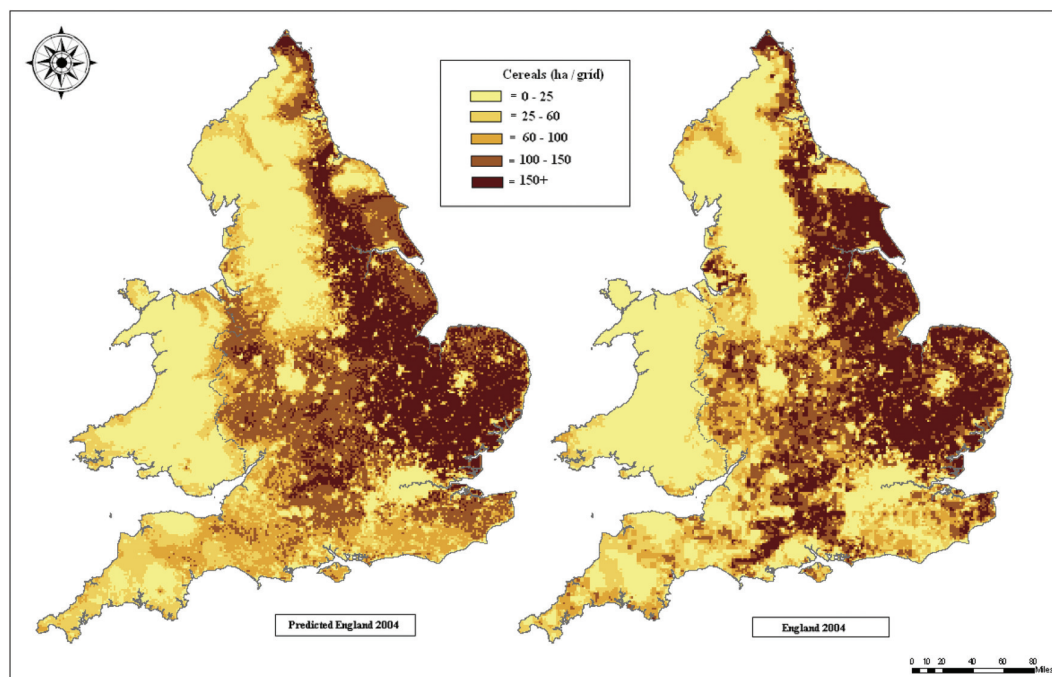 Cereals (ha / grid)
= 0 - 25
= 25 - 60
= 60 - 100
= 100 - 150
= 150+
Predicted England 2004
England 2004
0 10 20 40 60 80
Miles